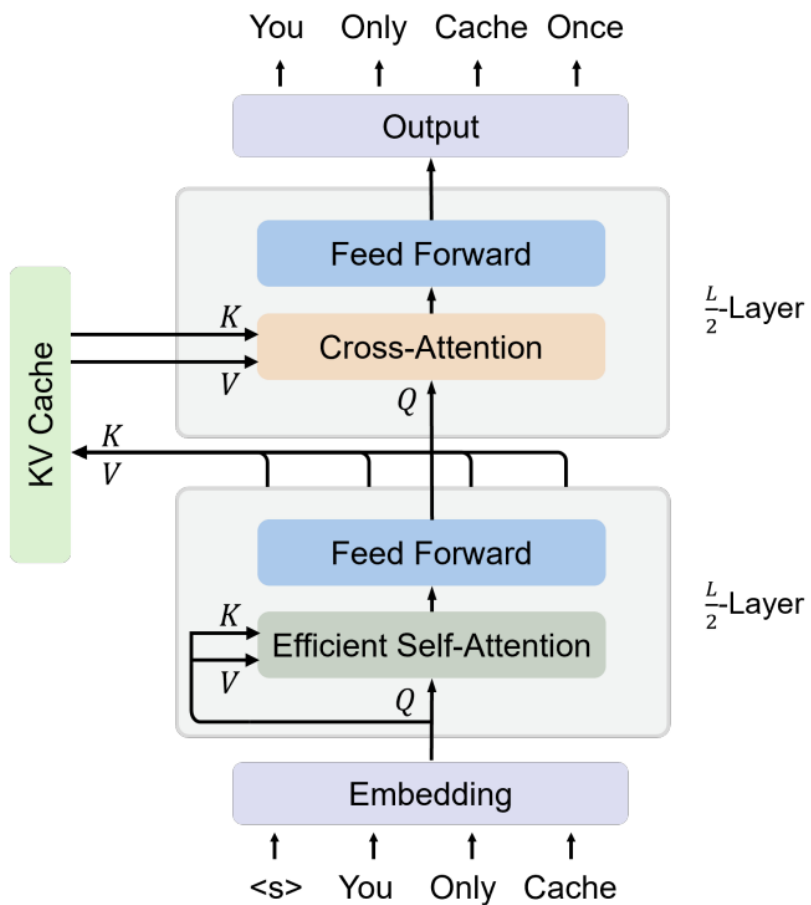 You Only Cache Once
Output
Feed Forward
L/2-Layer
K
Cross-Attention
V
Q
KV Cache
K
V
Feed Forward
L/2-Layer
K
Efficient Self-Attention
V
Q
Embedding
<s> You Only Cache